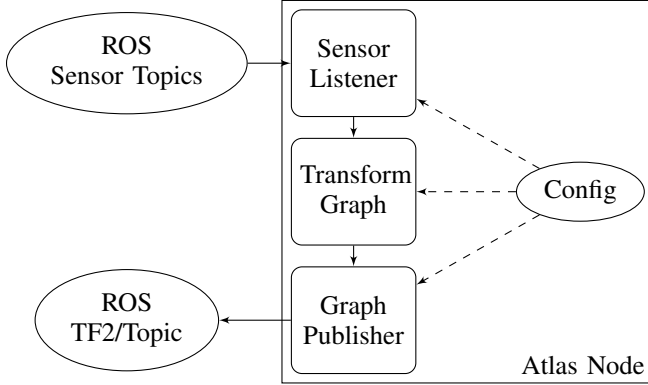 ROS
Sensor Topics
Sensor
Listener
Transform
Graph
Config
ROS
TF2/Topic
Graph
Publisher
Atlas Node